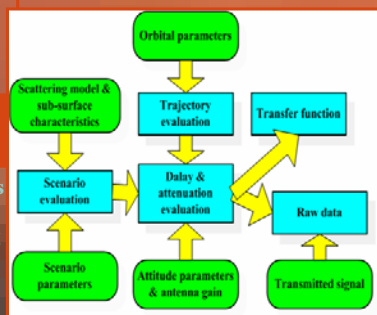 Orbital parameters
Scattering model &
sub-surface
characteristics
Trajectory
evaluation
Transfer function
s
Scenario
evaluation
Dalay &
attenuation
evaluation
Raw data
Scenario
parameters
Attitude parameters
& antenna gain
Transmitted signal